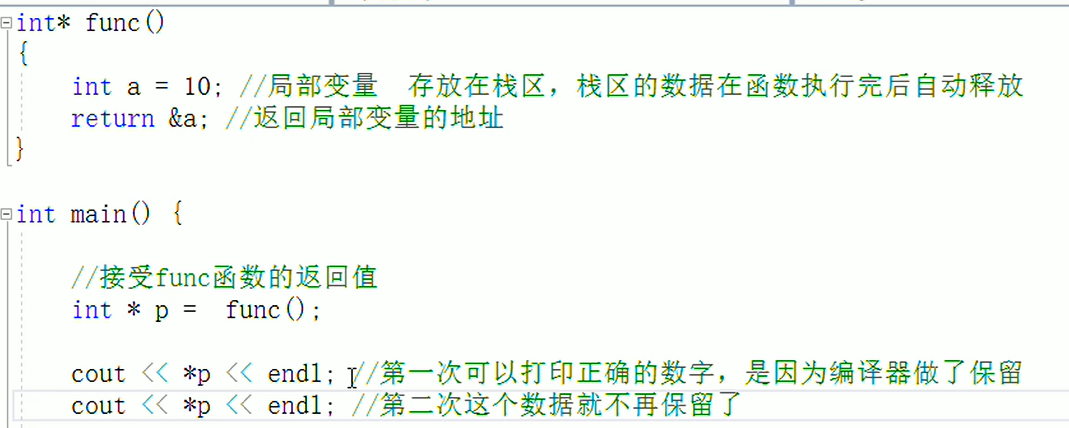 int* func()
{
int a = 10; //局部变量 存放在栈区，栈区的数据在函数执行完后自动释放
return &a; //返回局部变量的地址
}
int main() {
//接受func函数的返回值
int * p = func();
cout << *p << endl; //第一次可以打印正确的数字，是因为编译器做了保留
cout << *p << endl; //第二次这个数据就不再保留了